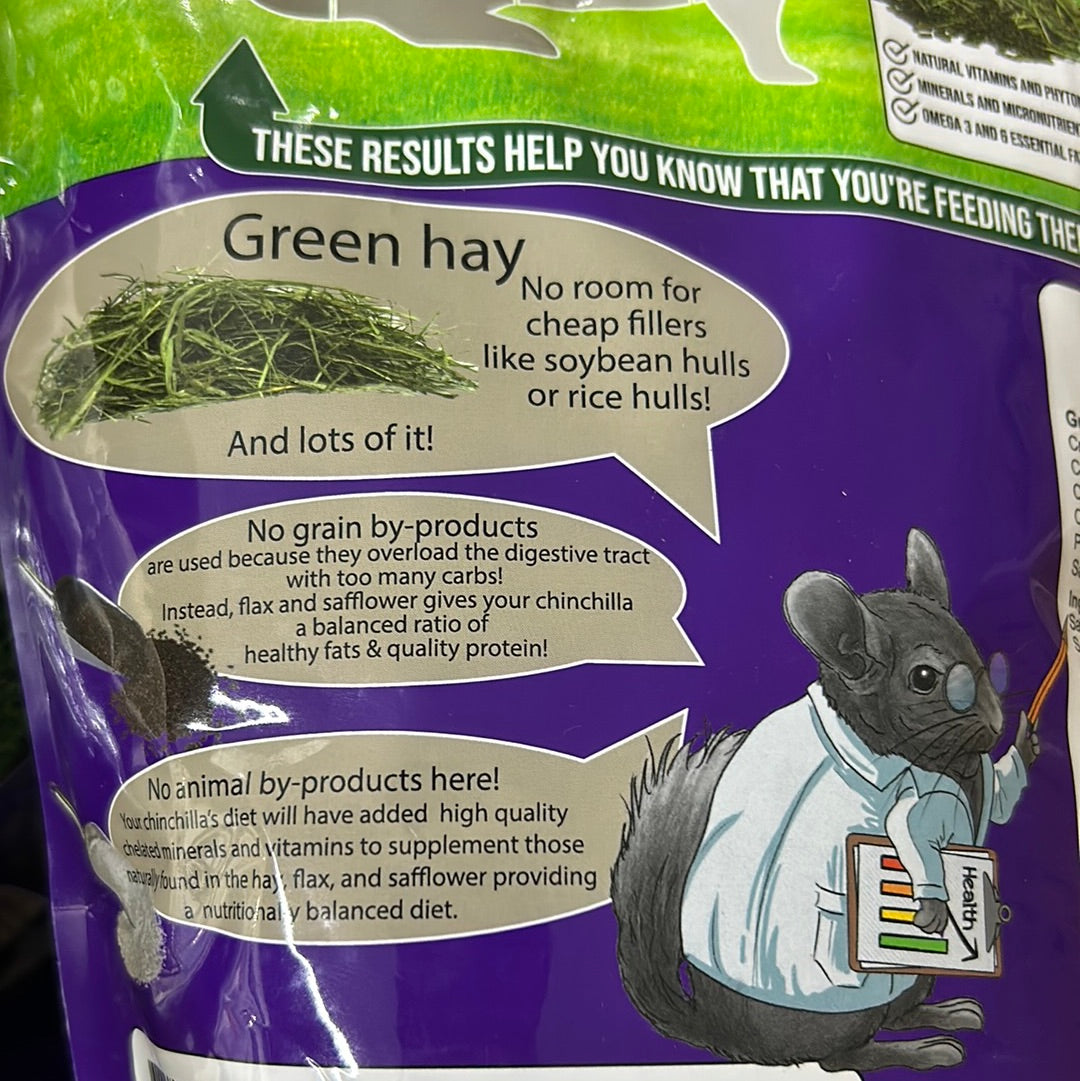 NATURAL VITAMINS AND
MINERALS AND
OMEGA 3 AND 6 ESSENTIAL
THESE RESULTS HELP YOU KNOW THAT YOU'RE FEEDING
Green hay
No room for
cheap fillers
like soybean hulls
or rice hulls!
And lots of it!
No grain by-products
are used because they overload the digestive tract
with too many carbs!
Instead, flax and safflower gives your chinchilla
a balanced ratio of
healthy fats & quality protein!
No animal by-products here!
Your chinchilla's diet will have added high quality
chelated minerals and vitamins to supplement those
naturally found in the hay, flax, and safflower providing
a nutritionally balanced diet.
Health